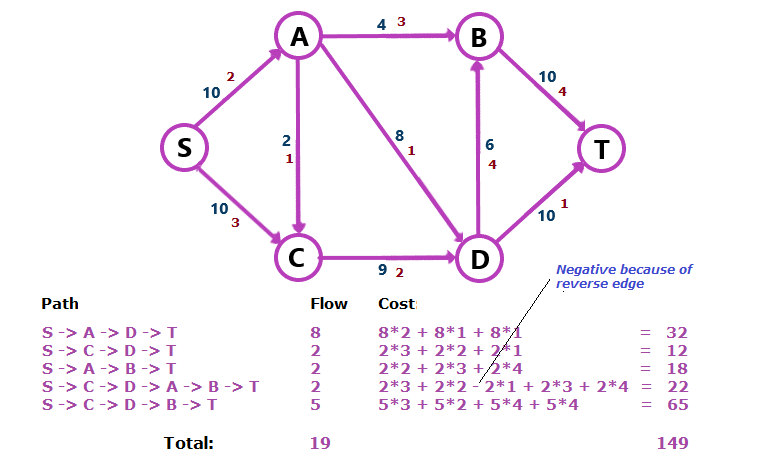 A 4 3 B
2
10
10
4
S
2
1
8
1
6
4
T
10
3
10
1
C 9 2 D
Negative because of
reverse edge
Path Flow Cost:
S -> A -> D -> T 8 8*2 + 8*1 + 8*1 = 32
S -> C -> D -> T 2 2*3 + 2*2 + 2*1 = 12
S -> A -> B -> T 2 2*2 + 2*3 + 2*4 = 18
S -> C -> D -> A -> B -> T 2 2*3 + 2*2 - 2*1 + 2*3 + 2*4 = 22
S -> C -> D -> B -> T 5 5*3 + 5*2 + 5*4 + 5*4 = 65
Total: 19 149